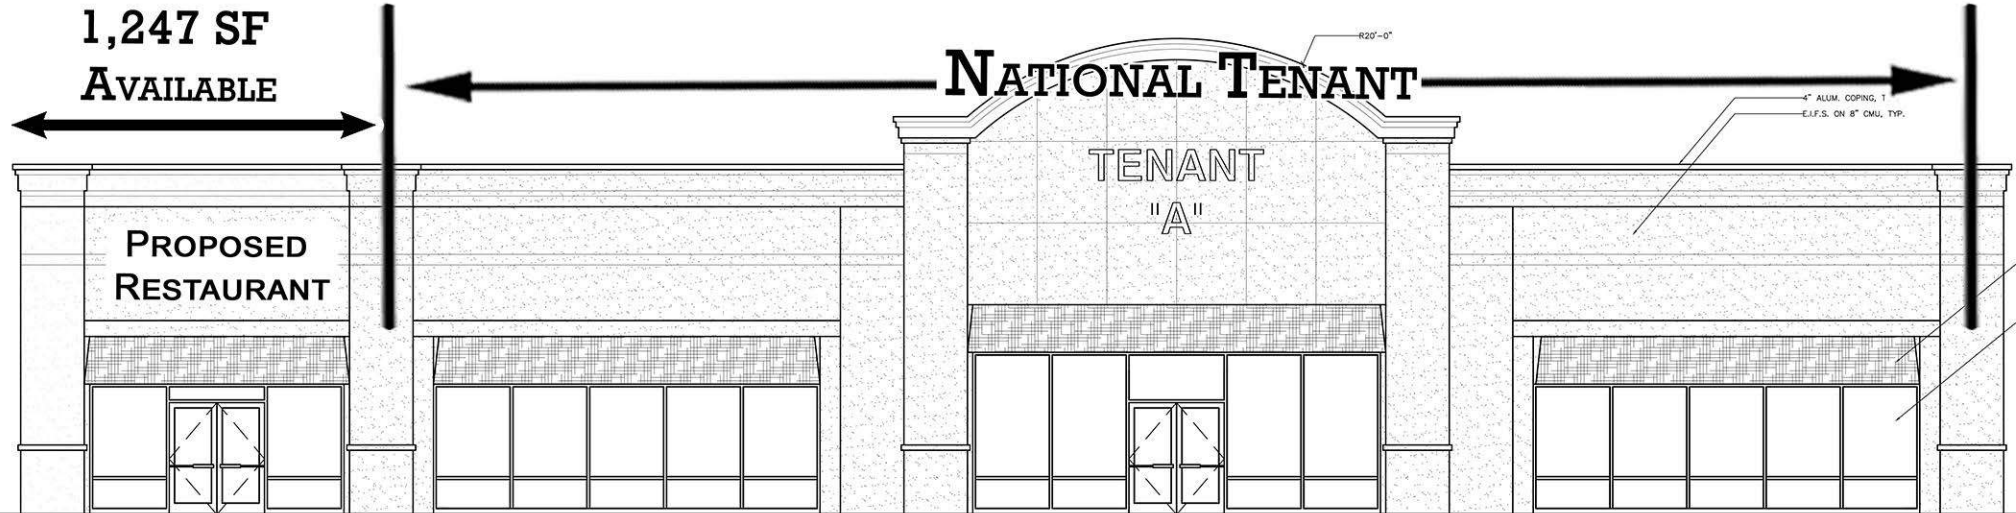 1,247 SF
AVAILABLE
NATIONAL TENANT
R20'-0"
4" ALUM. COPING, T
E.I.F.S. ON 8" CMU, TYP.
TENANT
"A"
PROPOSED
RESTAURANT